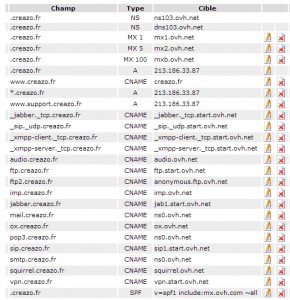 Champ Type Cible
.creazo.fr NS ns103.ovh.net
.creazo.fr NS dns103.ovh.net
.creazo.fr MX 1 mx1.ovh.net
.creazo.fr MX 5 mx2.ovh.net
.creazo.fr MX 100 mxb.ovh.net
.creazo.fr A 213.186.33.87
www.creazo.fr CNAME creazo.fr
*.creazo.fr A 213.186.33.87
www.support.creazo.fr A 213.186.33.87
_jabber._tcp.creazo.fr CNAME _jabber._tcp.start.ovh.net
_sip._udp.creazo.fr CNAME _sip._udp.start.ovh.net
_xmpp-client._tcp.creazo.fr CNAME _xmpp-client._tcp.start.ovh.net
_xmpp-server._tcp.creazo.fr CNAME _xmpp-server._tcp.start.ovh.net
audio.creazo.fr CNAME audio.ovh.net
ftp.creazo.fr CNAME ftp.start.ovh.net
ftp2.creazo.fr CNAME anonymous.ftp.ovh.net
imp.creazo.fr CNAME imp.ovh.net
jabber.creazo.fr CNAME jab1.start.ovh.net
mail.creazo.fr CNAME ns0.ovh.net
ox.creazo.fr CNAME ox.ovh.net
pop3.creazo.fr CNAME ns0.ovh.net
sip.creazo.fr CNAME sip1.start.ovh.net
smtp.creazo.fr CNAME ns0.ovh.net
squirrel.creazo.fr CNAME squirrel.ovh.net
vpn.creazo.fr CNAME vpn.start.ovh.net
.creazo.fr SPF v=spf1 include:mx.ovh.com ~all